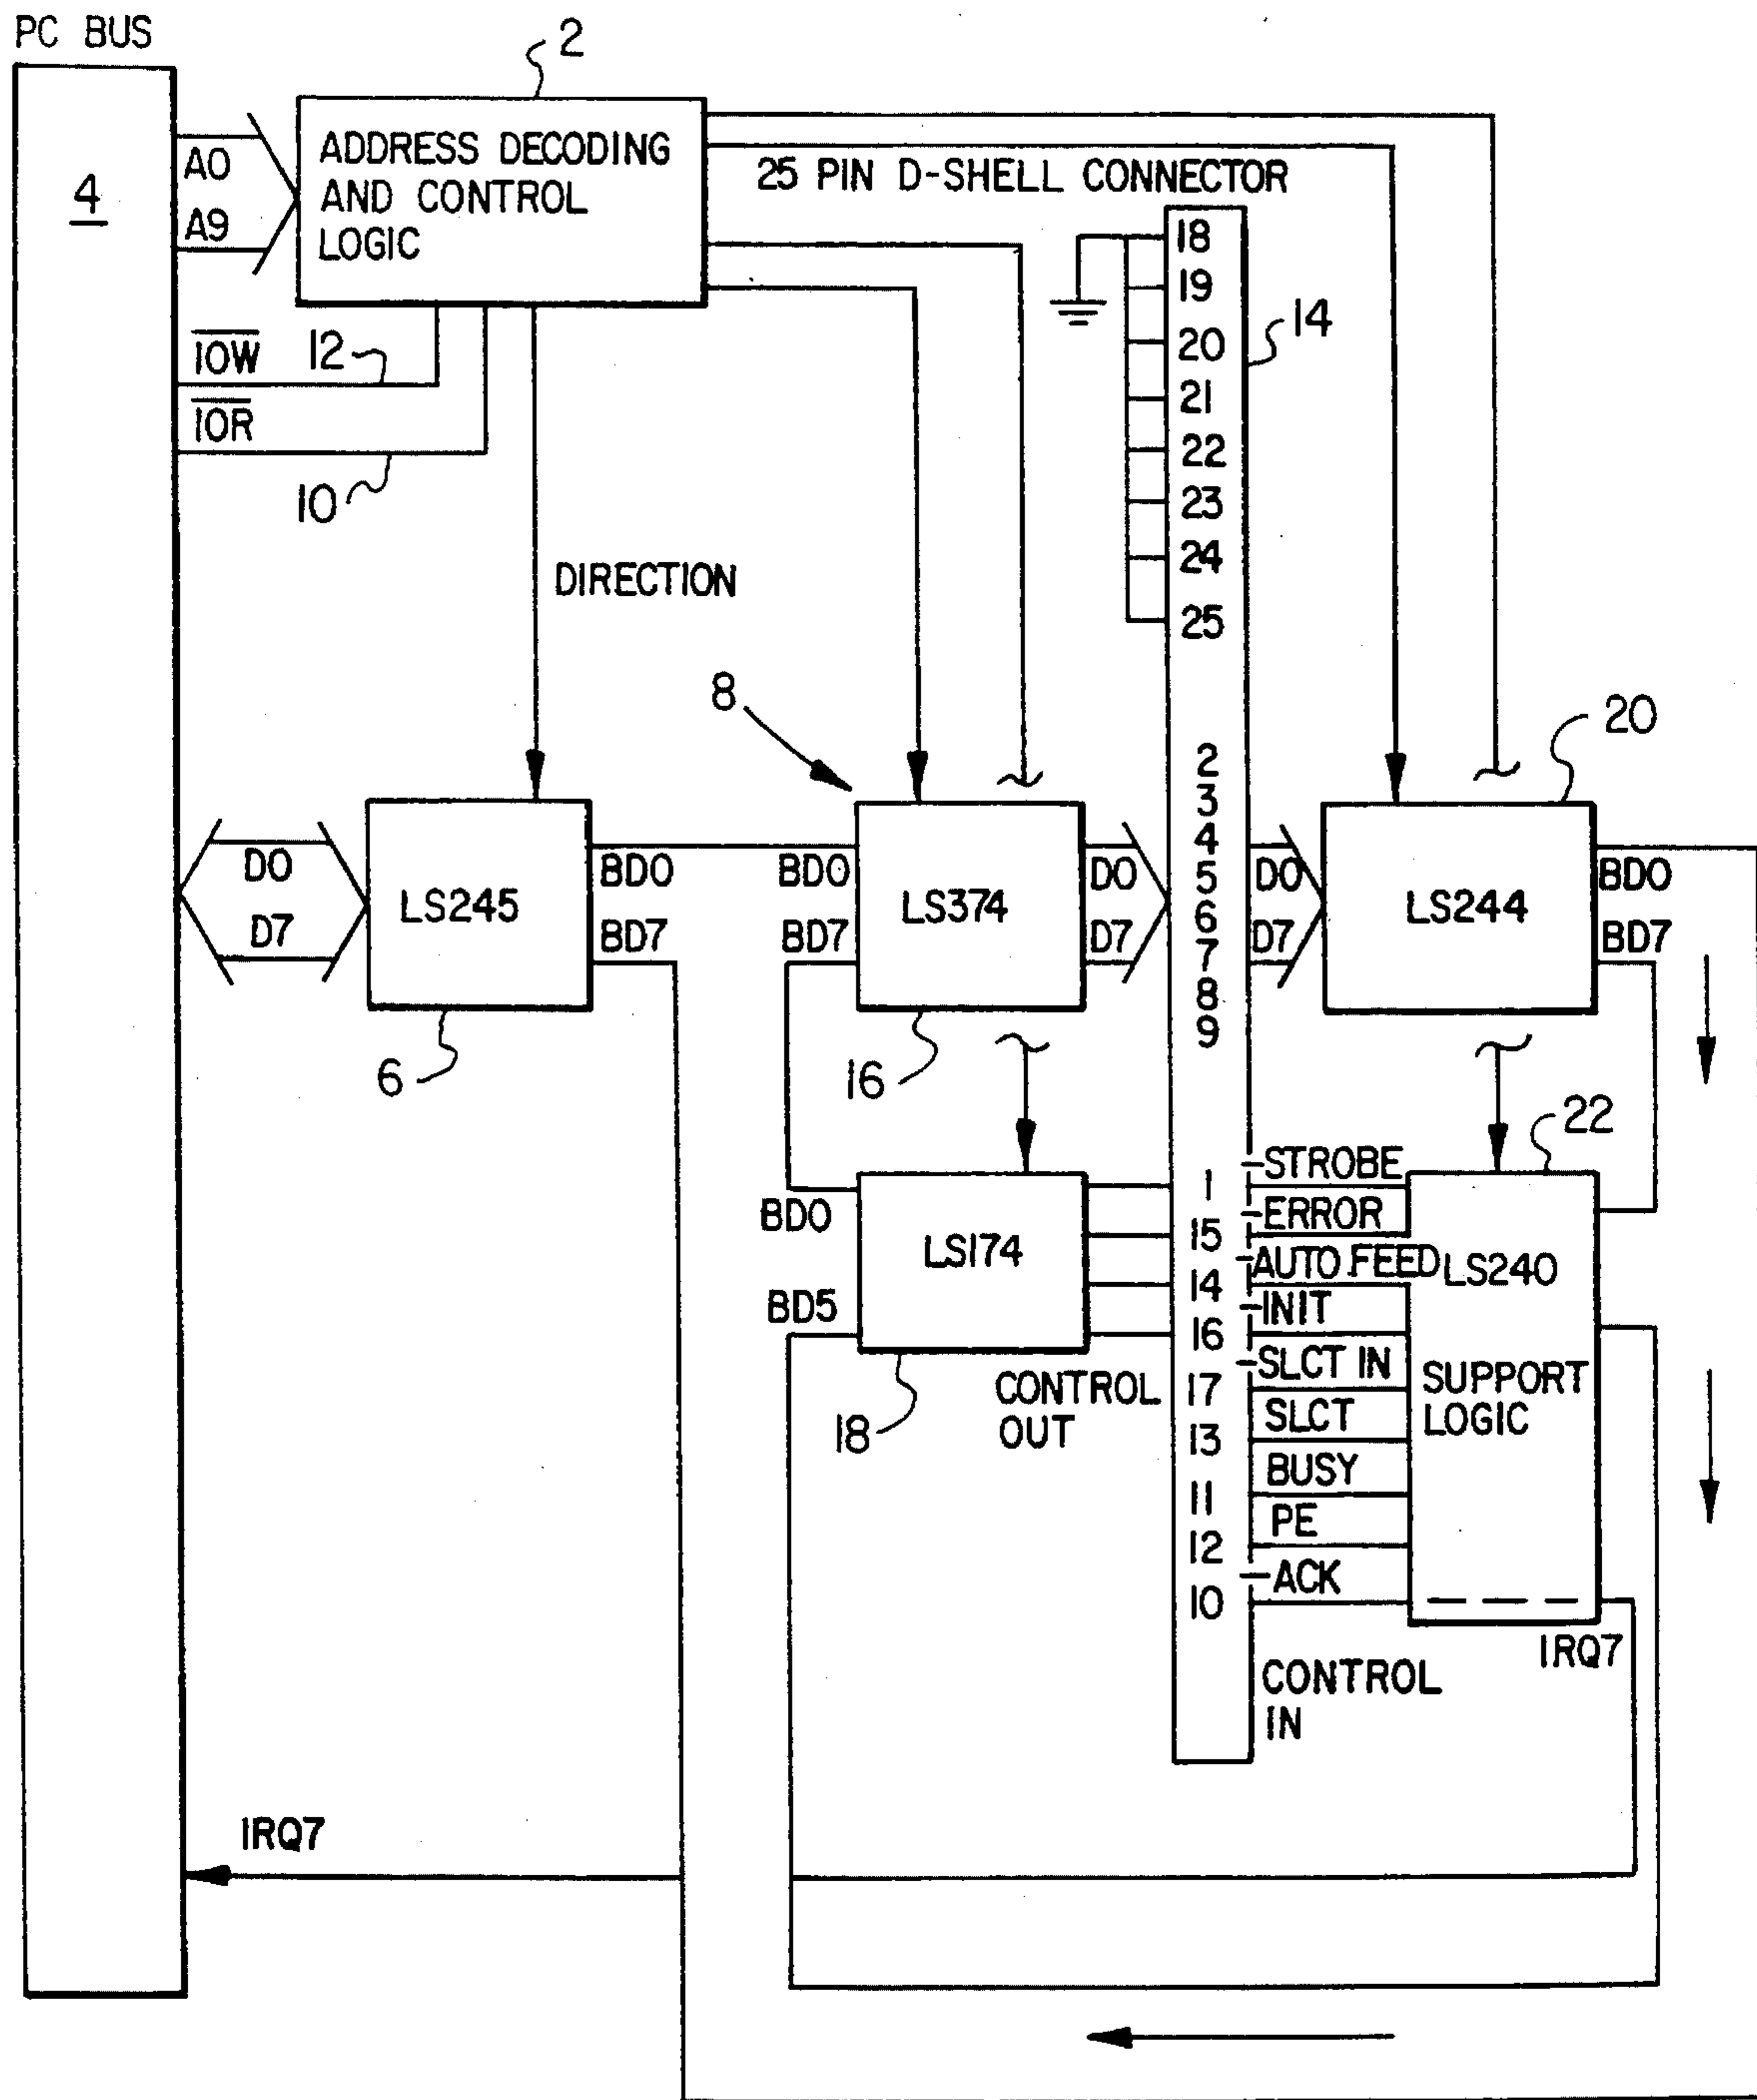 PC BUS
2
4
A0
A9
ADDRESS DECODING
AND CONTROL
LOGIC
25 PIN D-SHELL CONNECTOR
IOW
12
IOR
10
18
19
20
21
22
23
24
25
14
DIRECTION
8
20
2
3
4
5
6
7
8
9
D0
D7
LS245
BD0
BD7
BD0
BD7
LS374
D0
D7
D0
D7
LS244
BD0
BD7
6
16
22
BD0
BD5
LS174
18
CONTROL
OUT
1
15
14
16
17
13
11
12
10
-STROBE
-ERROR
-AUTO FEED
-INIT
-SLCT IN
SLCT
BUSY
PE
-ACK
LS240
SUPPORT
LOGIC
IRQ7
CONTROL
IN
IRQ7